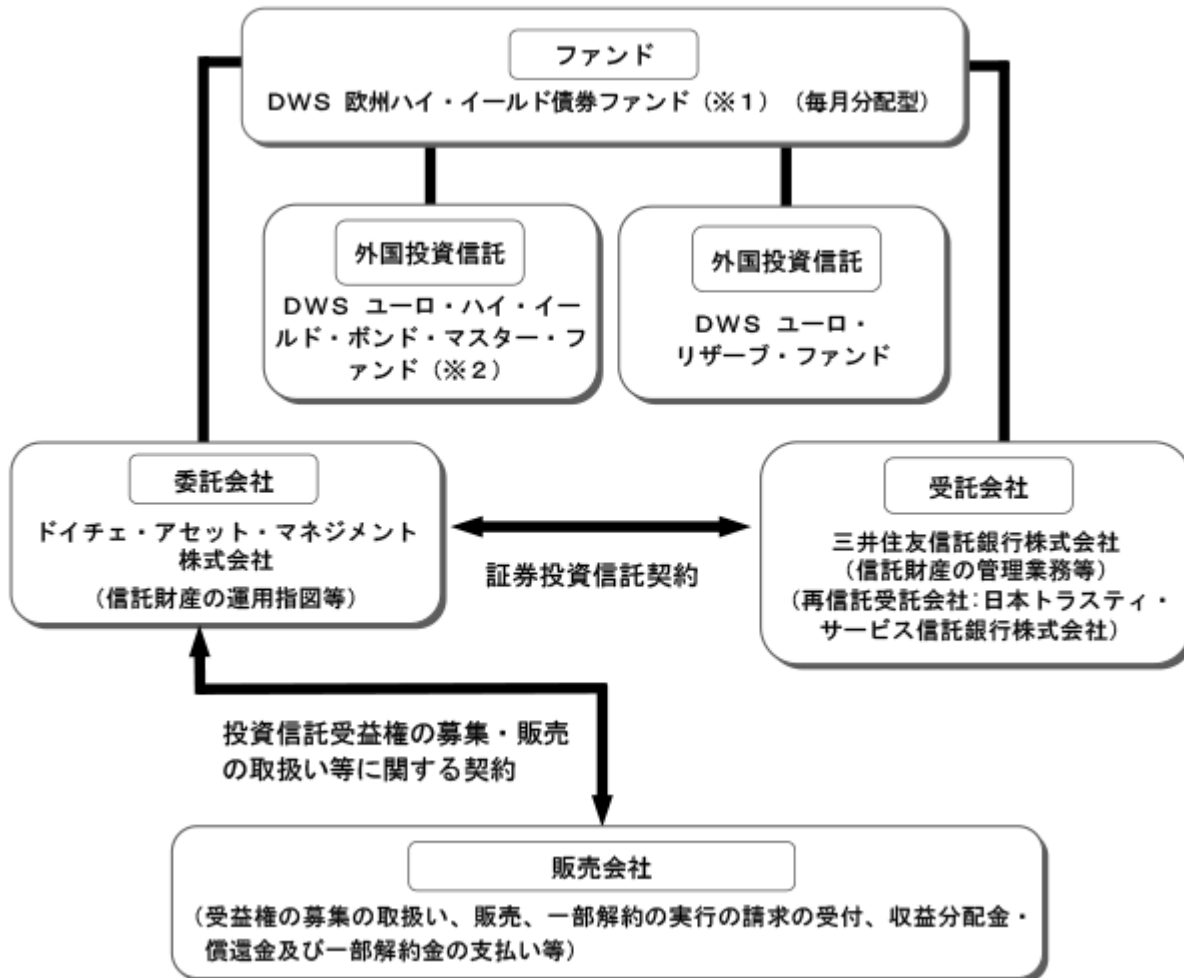 ファンド
DWS 欧州ハイ・イールド債券ファンド（※１）（毎月分配型）
外国投資信託
DWS ユーロ・ハイ・イー
ルド・ボンド・マスター・フ
ァンド（※２）
外国投資信託
DWS ユーロ・
リザーブ・ファンド
委託会社
ドイチェ・アセット・マネジメント
株式会社
（信託財産の運用指図等）
証券投資信託契約
受託会社
三井住友信託銀行株式会社
（信託財産の管理業務等）
（再信託受託会社：日本トラスティ・
サービス信託銀行株式会社）
投資信託受益権の募集・販売
の取扱い等に関する契約
販売会社
（受益権の募集の取扱い、販売、一部解約の実行の請求の受付、収益分配金・
償還金及び一部解約金の支払い等）